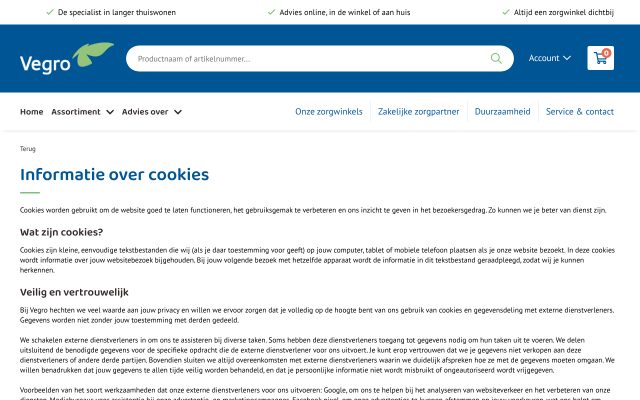 De specialist in langer thuiswonen
Advies online, in de winkel of aan huis
Altijd een zorgwinkel dichtbij
Vegro
Productnaam of artikelnummer...
Account
0
Home
Assortiment
Advies over
Onze zorgwinkels
Zakelijke zorgpartner
Duurzaamheid
Service & contact
Terug
Informatie over cookies
Cookies worden gebruikt om de website goed te laten functioneren, het gebruiksgemak te verbeteren en ons inzicht te geven in het bezoekersgedrag. Zo kunnen we je beter van dienst zijn.
Wat zijn cookies?
Cookies zijn kleine, eenvoudige tekstbestanden die wij (als je daar toestemming voor geeft) op jouw computer, tablet of mobiele telefoon plaatsen als je onze website bezoekt. In deze cookies
wordt informatie over jouw websitebezoek bijgehouden. Bij jouw volgende bezoek met hetzelfde apparaat wordt de informatie in dit tekstbestand geraadpleegd, zodat wij je kunnen
herkennen.
Veilig en vertrouwelijk
Bij Vegro hechten we veel waarde aan jouw privacy en willen we ervoor zorgen dat je volledig op de hoogte bent van ons gebruik van cookies en gegevensdeling met externe dienstverleners.
Gegevens worden niet zonder jouw toestemming met derden gedeeld.
We schakelen externe dienstverleners in om ons te assisteren bij diverse taken. Soms hebben deze dienstverleners toegang tot gegevens nodig om hun taken uit te voeren. We delen
uitsluitend de benodigde gegevens voor de specifieke opdracht die de externe dienstverlener voor ons uitvoert. Je kunt erop vertrouwen dat we je gegevens niet verkopen aan deze
dienstverleners of andere derde partijen. Bovendien sluiten we altijd overeenkomsten met externe dienstverleners waarin we duidelijk afspreken hoe ze met de gegevens moeten omgaan. We
willen benadrukken dat jouw gegevens te allen tijde veilig worden behandeld, en dat je persoonlijke informatie niet wordt misbruikt of ongeautoriseerd wordt vrijgegeven.
Voorbeelden van het soort werkzaamheden dat onze externe dienstverleners voor ons uitvoeren: Google, om ons te helpen bij het analyseren van websiteverkeer en het verbeteren van onze